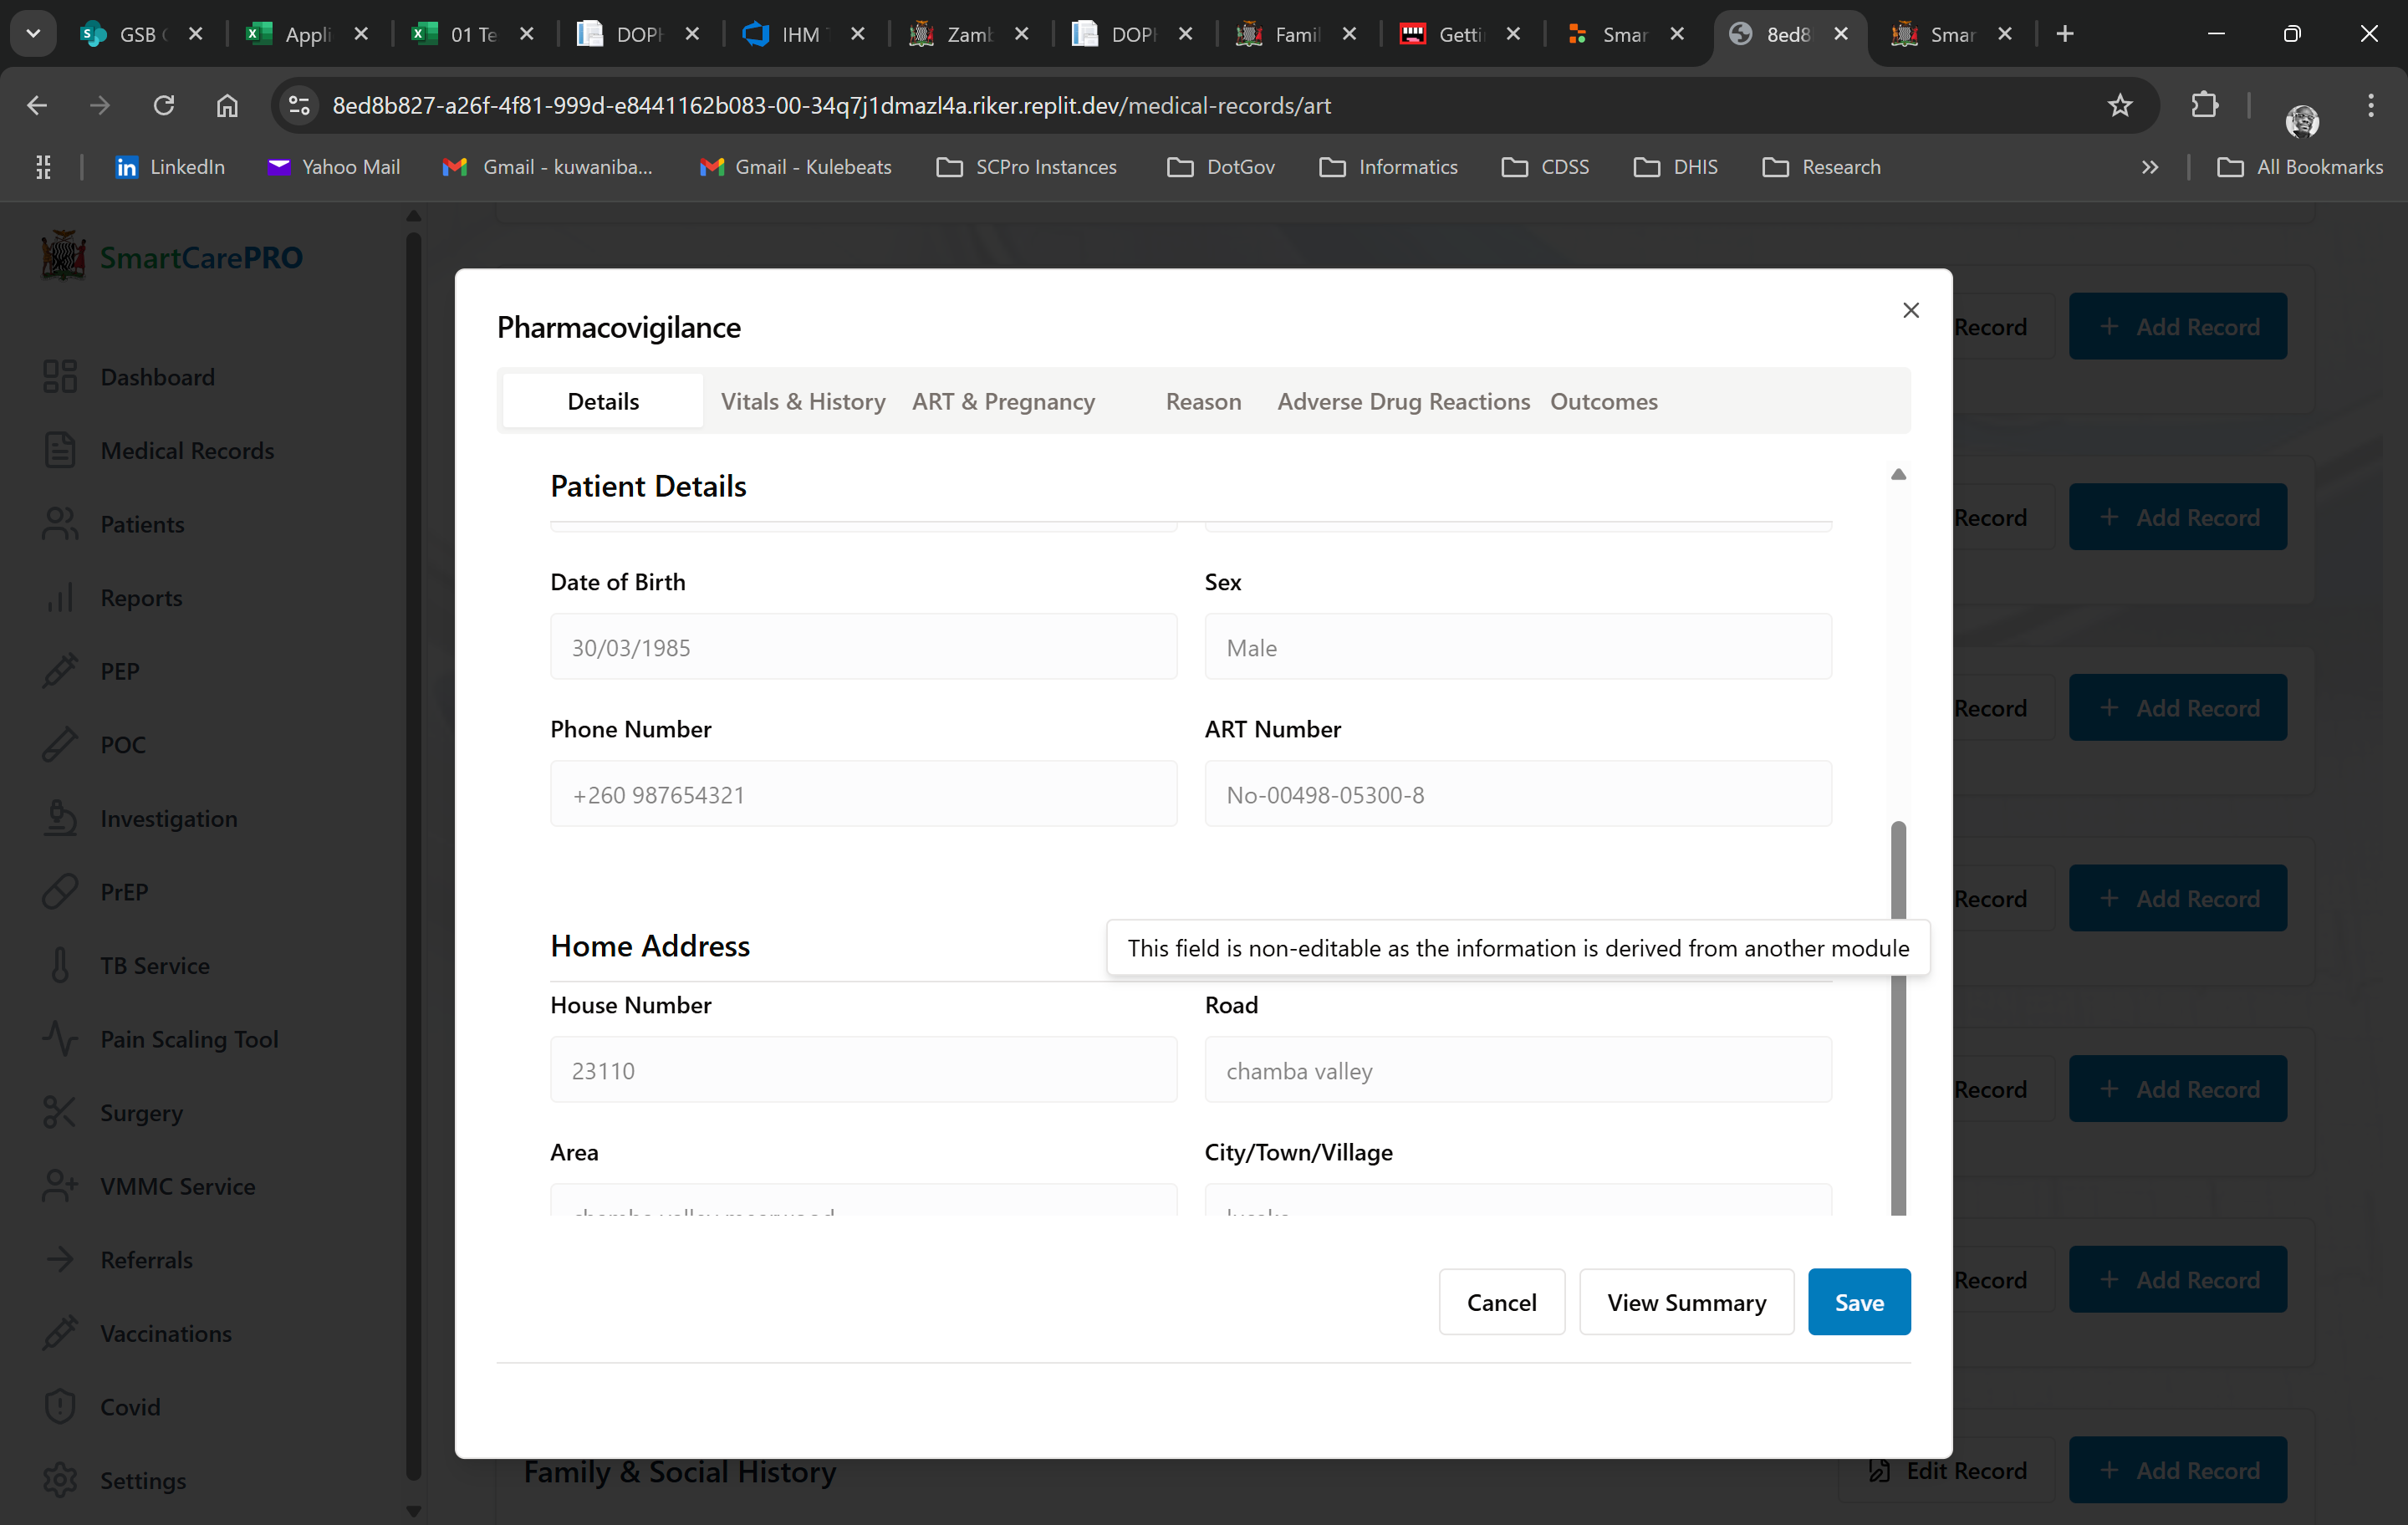 GSB
Appli
01 Te
DOPH
IHM
Zamb
DOPH
Famil
Getti
Smar
8ed8
Smar
8ed8b827-a26f-4f81-999d-e8441162b083-00-34q7j1dmazl4a.riker.replit.dev/medical-records/art
LinkedIn
Yahoo Mail
Gmail - kuwaniba...
Gmail - Kulebeats
SCPro Instances
DotGov
Informatics
CDSS
DHIS
Research
All Bookmarks
SmartCarePRO
Dashboard
Medical Records
Patients
Reports
PEP
POC
Investigation
PrEP
TB Service
Pain Scaling Tool
Surgery
VMMC Service
Referrals
Vaccinations
Covid
Settings
Pharmacovigilance
Details
Vitals & History
ART & Pregnancy
Reason
Adverse Drug Reactions
Outcomes
Patient Details
Date of Birth
Sex
30/03/1985
Male
Phone Number
ART Number
+260 987654321
No-00498-05300-8
Home Address
This field is non-editable as the information is derived from another module
House Number
Road
23110
chamba valley
Area
City/Town/Village
Cancel
View Summary
Save
Record
+ Add Record
Record
+ Add Record
Record
+ Add Record
Record
+ Add Record
Record
+ Add Record
Record
+ Add Record
Family & Social History
Edit Record
+ Add Record